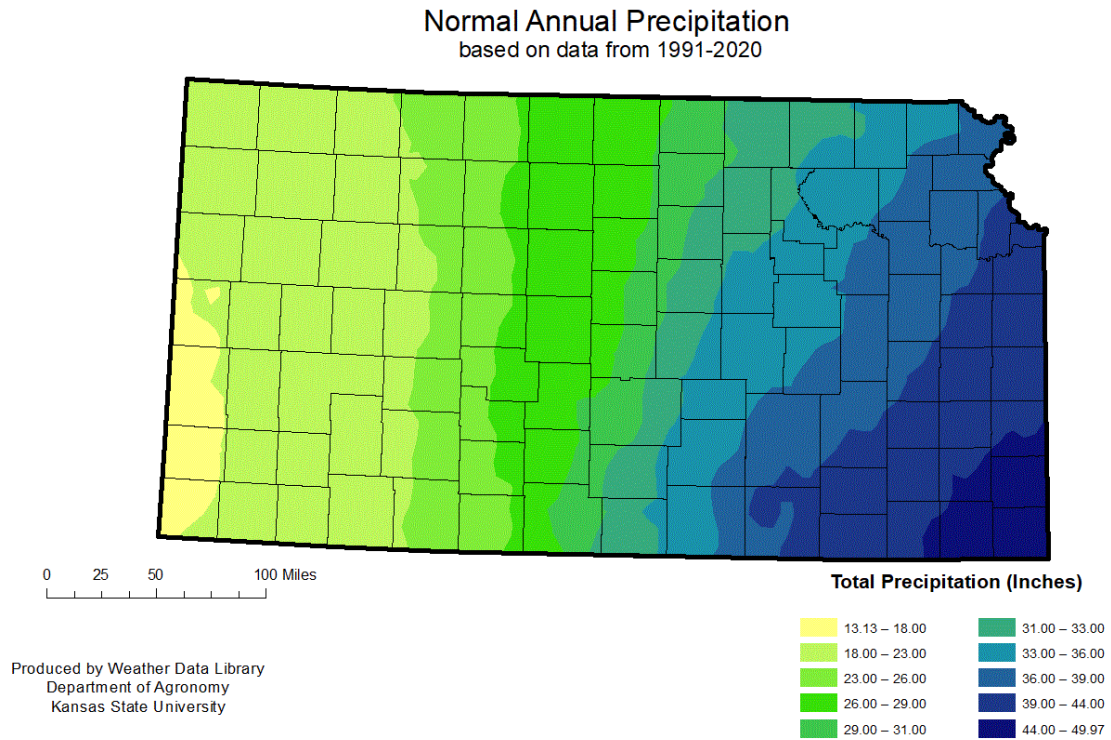 Normal Annual Precipitation
based on data from 1991-2020
0 25 50 100 Miles
Total Precipitation (Inches)
13.13 – 18.00
18.00 – 23.00
23.00 – 26.00
26.00 – 29.00
29.00 – 31.00
31.00 – 33.00
33.00 – 36.00
36.00 – 39.00
39.00 – 44.00
44.00 – 49.97
Produced by Weather Data Library
Department of Agronomy
Kansas State University